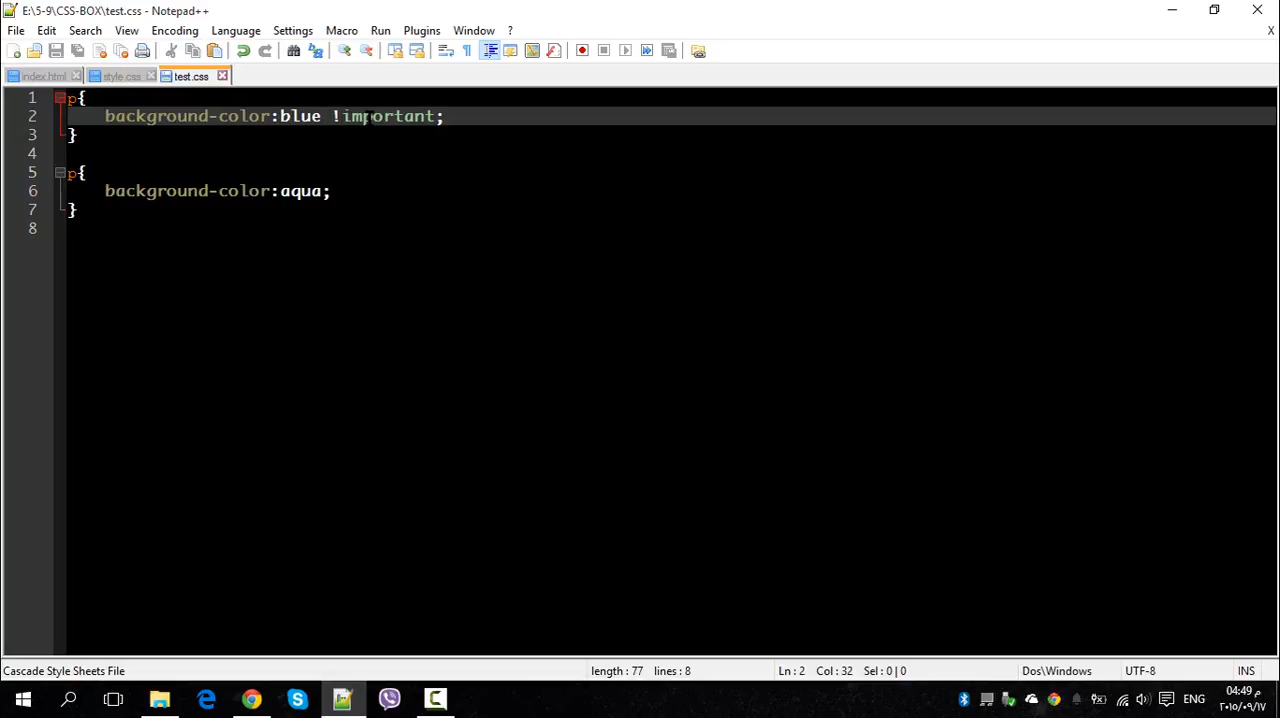 E:\5-9\CSS-BOX\test.css - Notepad++
File Edit Search View Encoding Language Settings Macro Run Plugins Window ? X
index.html style.css test.css
1 p{
2 background-color:blue !important;
3 }
4
5 p{
6 background-color:aqua;
7 }
8
Cascade Style Sheets File length : 77 lines : 8 Ln : 2 Col : 32 Sel : 0 | 0 Dos\Windows UTF-8 INS
ENG 04:49 م
٢٠١٥/٠٩/١٧